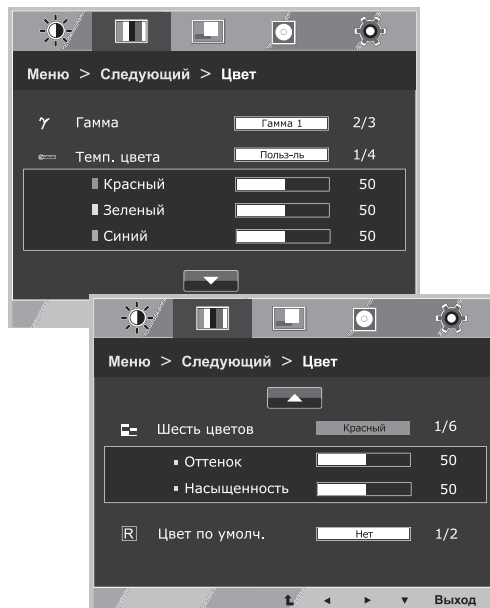 Меню > Следующий > Цвет
γ Гамма Гамма 1 2/3
Темп. цвета Польз-ль 1/4
Красный 50
Зеленый 50
Синий 50
Меню > Следующий > Цвет
Шесть цветов Красный 1/6
Оттенок 50
Насыщенность 50
R Цвет по умолч. Нет 1/2
Выход